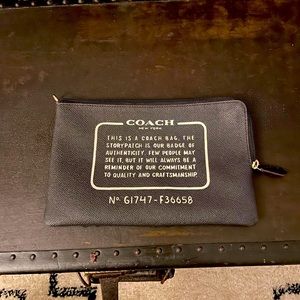 COACH
NEW YORK
THIS IS A COACH BAG. THE
STORYPATCH IS OUR BADGE OF
AUTHENTICITY. FEW PEOPLE MAY
SEE IT, BUT IT WILL ALWAYS BE A
REMINDER OF OUR COMMITMENT
TO QUALITY AND CRAFTSMANSHIP.
Nº G1747-F36658